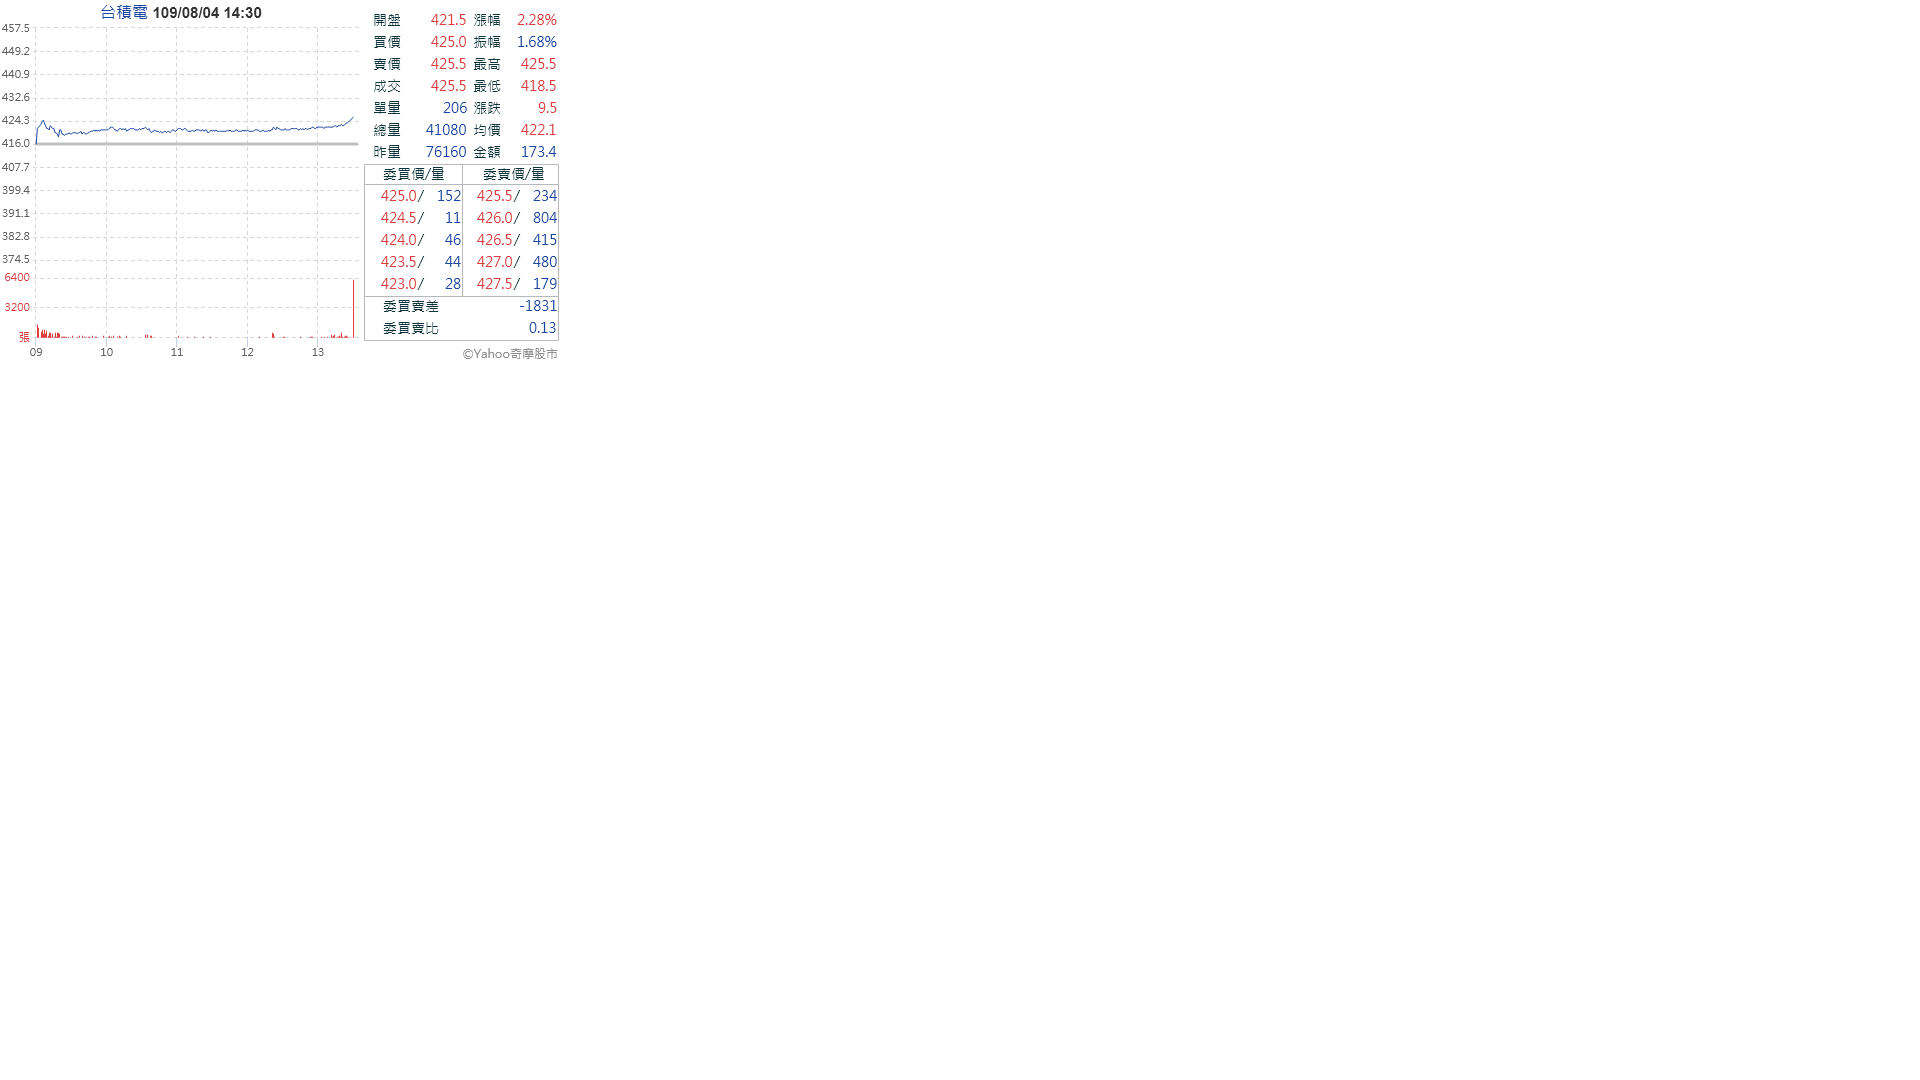 台積電 109/08/04 14:30
457.5
449.2
440.9
432.6
424.3
416.0
407.7
399.4
391.1
382.8
374.5
6400
3200
張
09 10 11 12 13
開盤 421.5 漲幅 2.28%
買價 425.0 振幅 1.68%
賣價 425.5 最高 425.5
成交 425.5 最低 418.5
單量 206 漲跌 9.5
總量 41080 均價 422.1
昨量 76160 金額 173.4
委買價/量 委賣價/量
425.0/ 152 425.5/ 234
424.5/ 11 426.0/ 804
424.0/ 46 426.5/ 415
423.5/ 44 427.0/ 480
423.0/ 28 427.5/ 179
委買賣差 -1831
委買賣比 0.13
©Yahoo奇摩股市